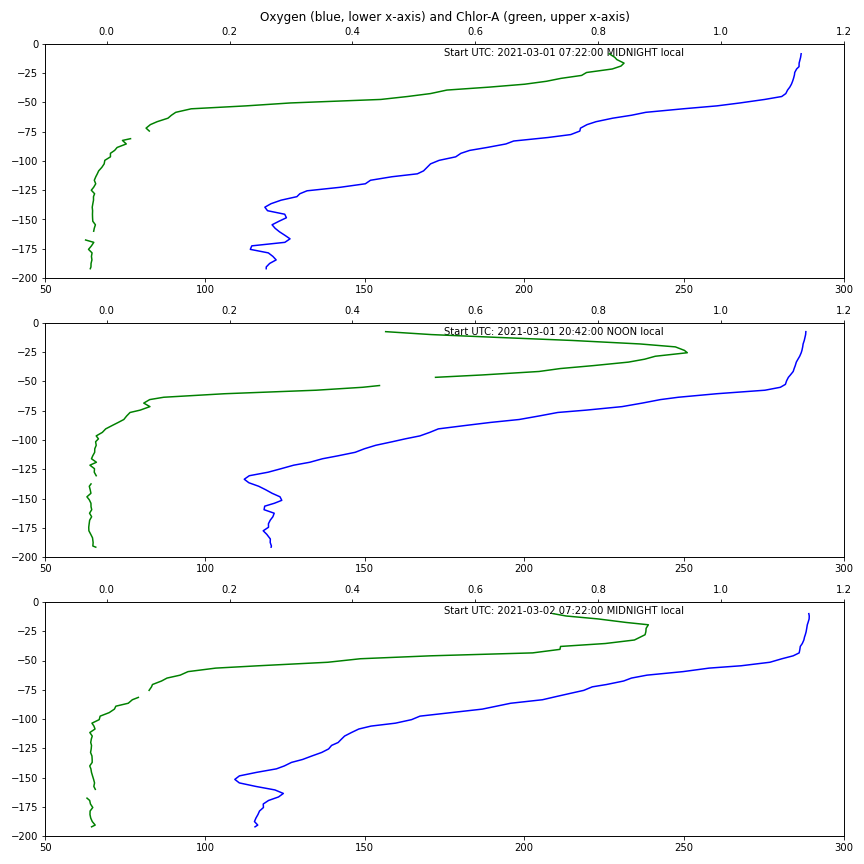 Oxygen (blue, lower x-axis) and Chlor-A (green, upper x-axis)
0.0 0.2 0.4 0.6 0.8 1.0 1.2
Start UTC: 2021-03-01 07:22:00 MIDNIGHT local
0
−25
−50
−75
−100
−125
−150
−175
−200
50 100 150 200 250 300
0.0 0.2 0.4 0.6 0.8 1.0 1.2
Start UTC: 2021-03-01 20:42:00 NOON local
0
−25
−50
−75
−100
−125
−150
−175
−200
50 100 150 200 250 300
0.0 0.2 0.4 0.6 0.8 1.0 1.2
Start UTC: 2021-03-02 07:22:00 MIDNIGHT local
0
−25
−50
−75
−100
−125
−150
−175
−200
50 100 150 200 250 300